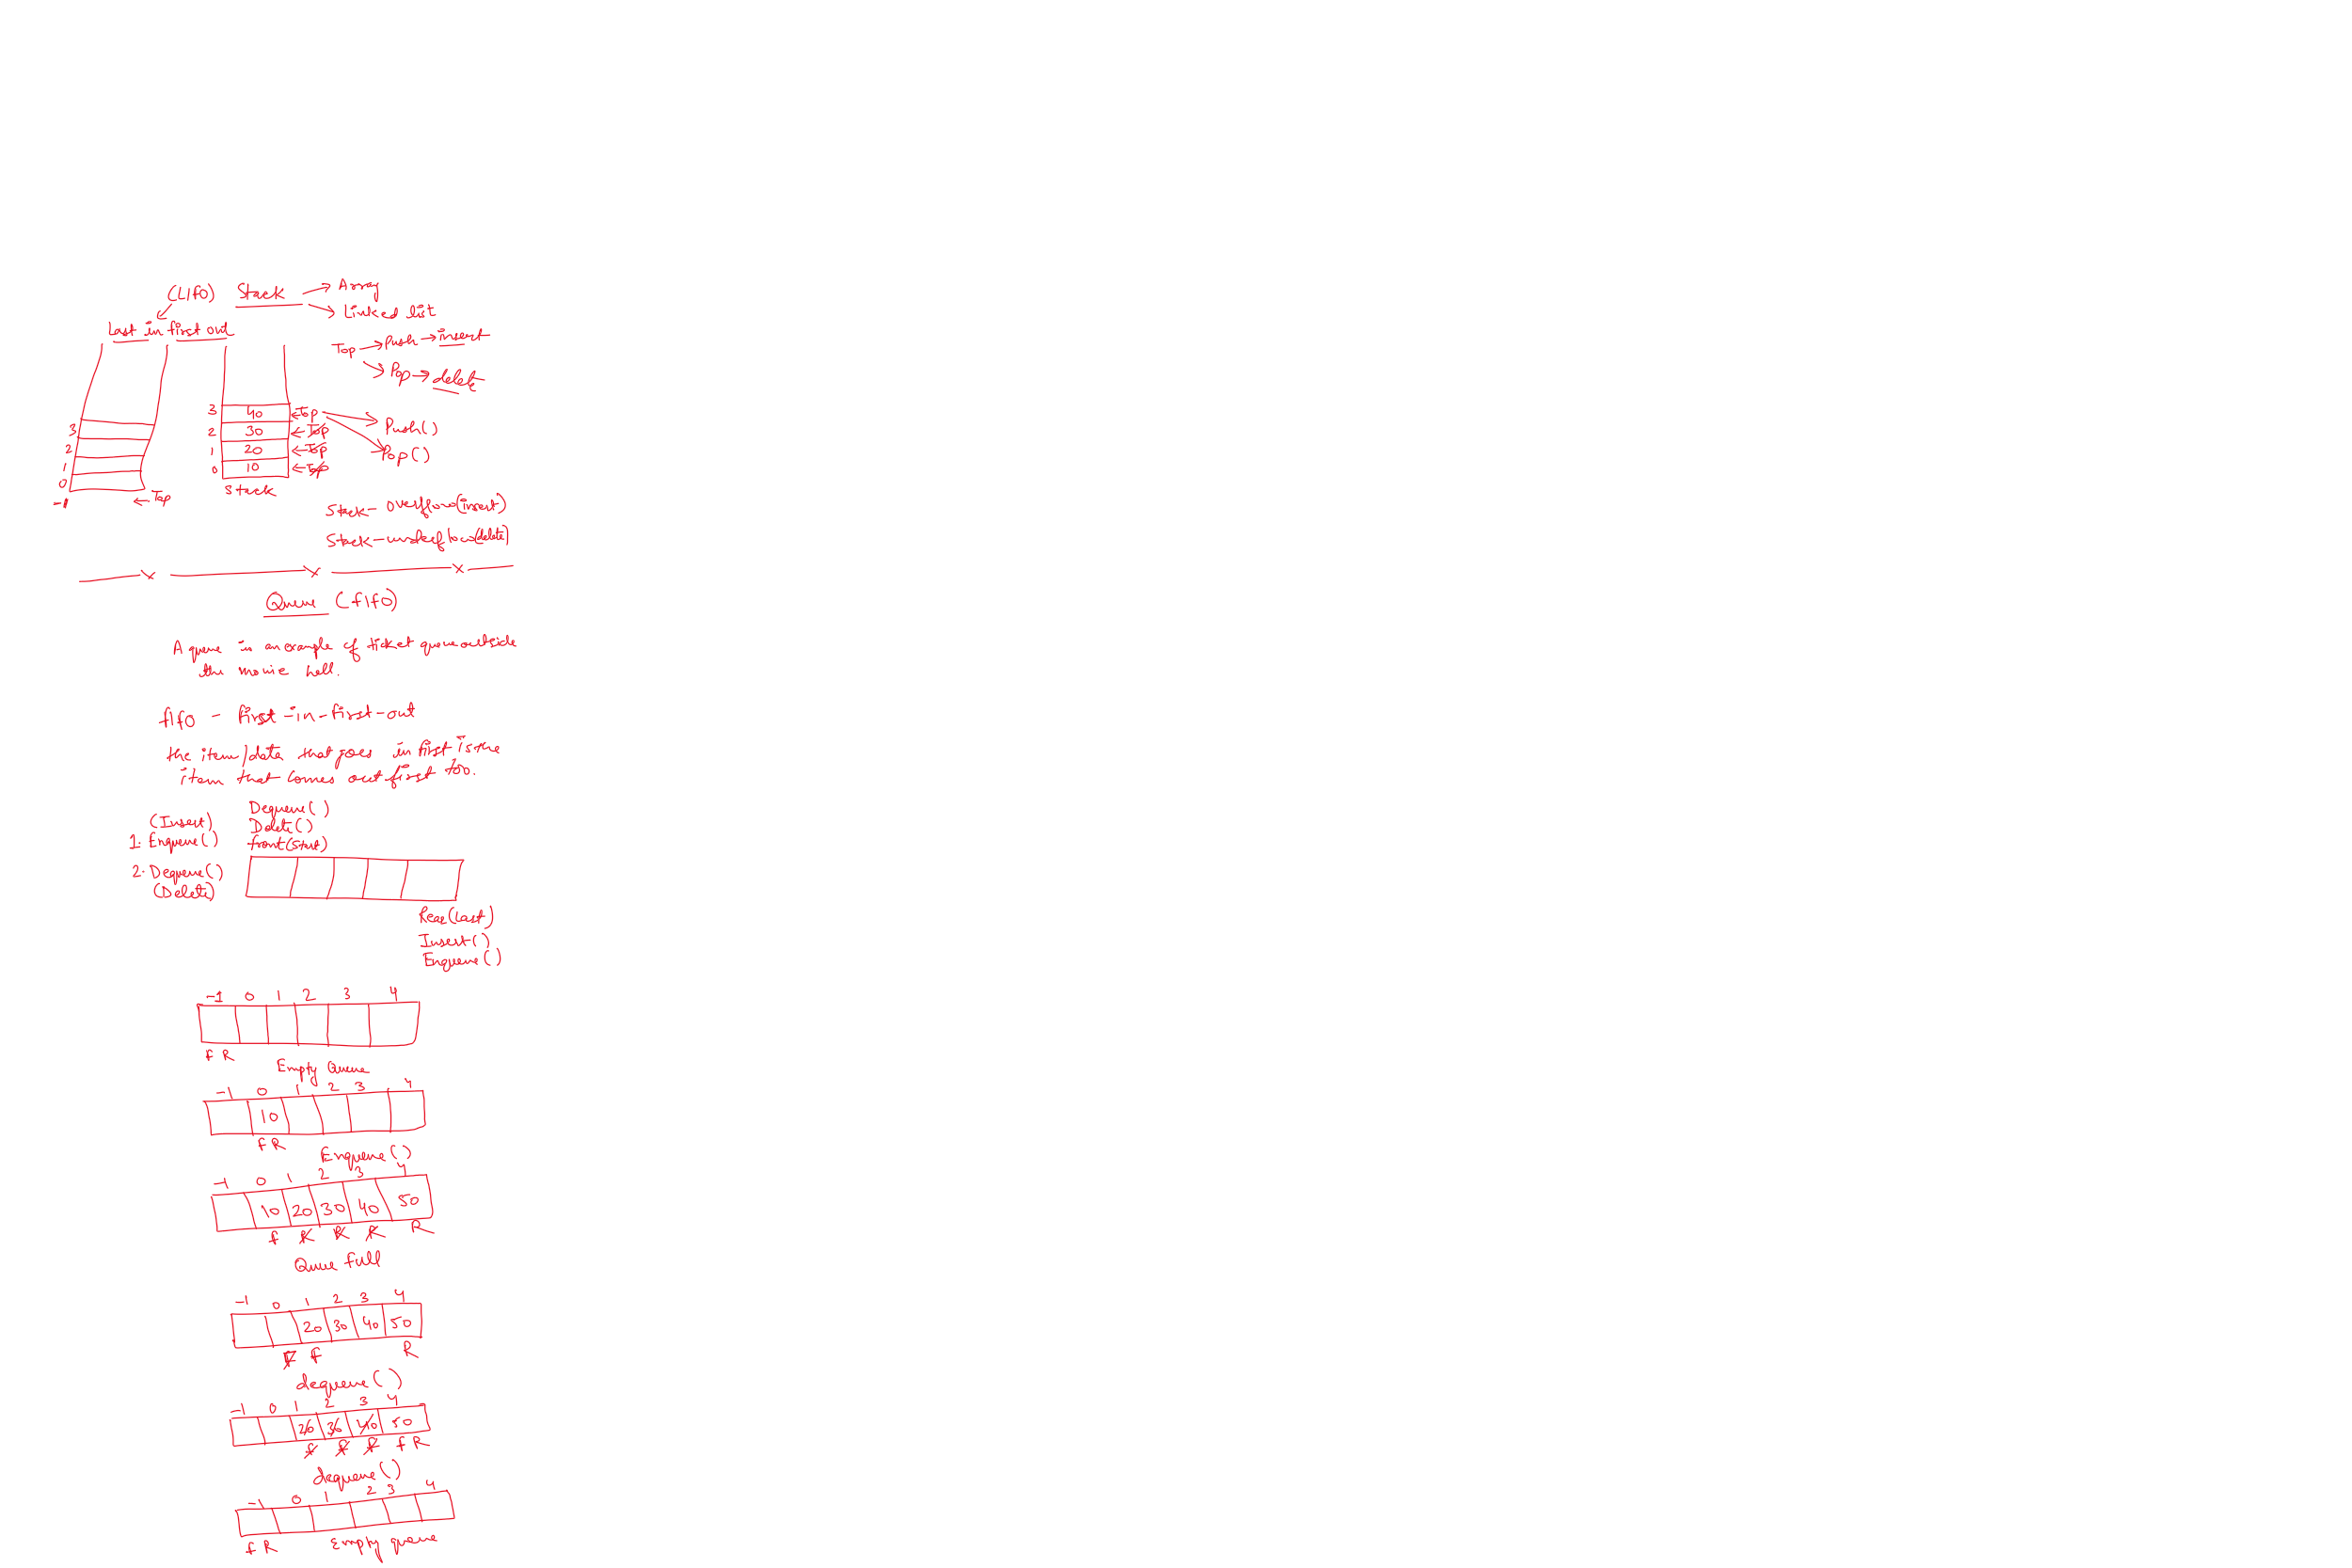 (LIFO) Stack → Array
→ Linked list
Last in first out
Top → Push → insert
→ Pop → delete
3 40 ← Top → Push()
2 30 ← Top → Pop()
1 20 ← Top
0 10 ← Top
Stack
3
2
1
0
-1 ← Top
Stack - overflow(insert)
Stack - underflow(delete)
Queue (FIFO)
A queue is an example of ticket queue outside
the movie hall.
FIFO - first-in-first-out
the item/data that goes in first is the
item that comes out first too.
(Insert)
1. Enqueue()
2. Dequeue()
(Delete)
Dequeue()
Delete()
front(start)
Rear(last)
Insert()
Enqueue()
-1 0 1 2 3 4
f R
Empty Queue
-1 0 1 2 3 4
10
f R
Enqueue()
-1 0 1 2 3 4
10 20 30 40 50
f R R R R
Queue full
-1 0 1 2 3 4
20 30 40 50
f f R
dequeue()
-1 0 1 2 3 4
20 30 40 50
f f f f R
dequeue()
-1 0 1 2 3 4
f R
Empty queue